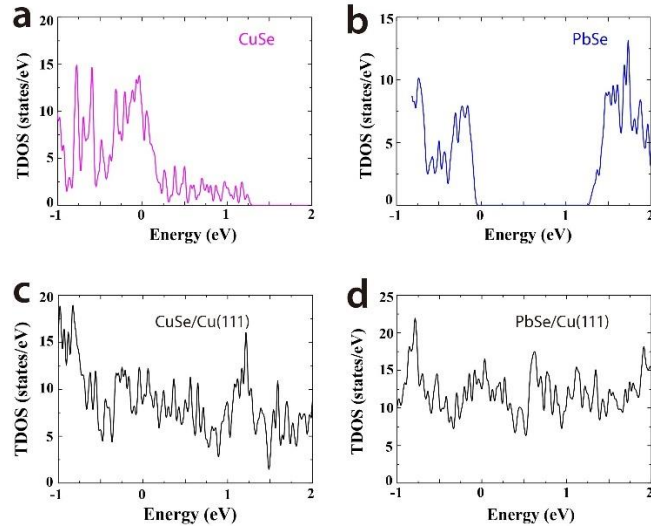 a
CuSe
TDOS (states/eV)
20
15
10
5
0
-1
0
1
2
Energy (eV)
b
PbSe
TDOS (states/eV)
15
10
5
0
-1
0
1
2
Energy (eV)
c
CuSe/Cu(111)
TDOS (states/eV)
20
15
10
5
0
-1
0
1
2
Energy (eV)
d
PbSe/Cu(111)
TDOS (states/eV)
25
20
15
10
5
0
-1
0
1
2
Energy (eV)